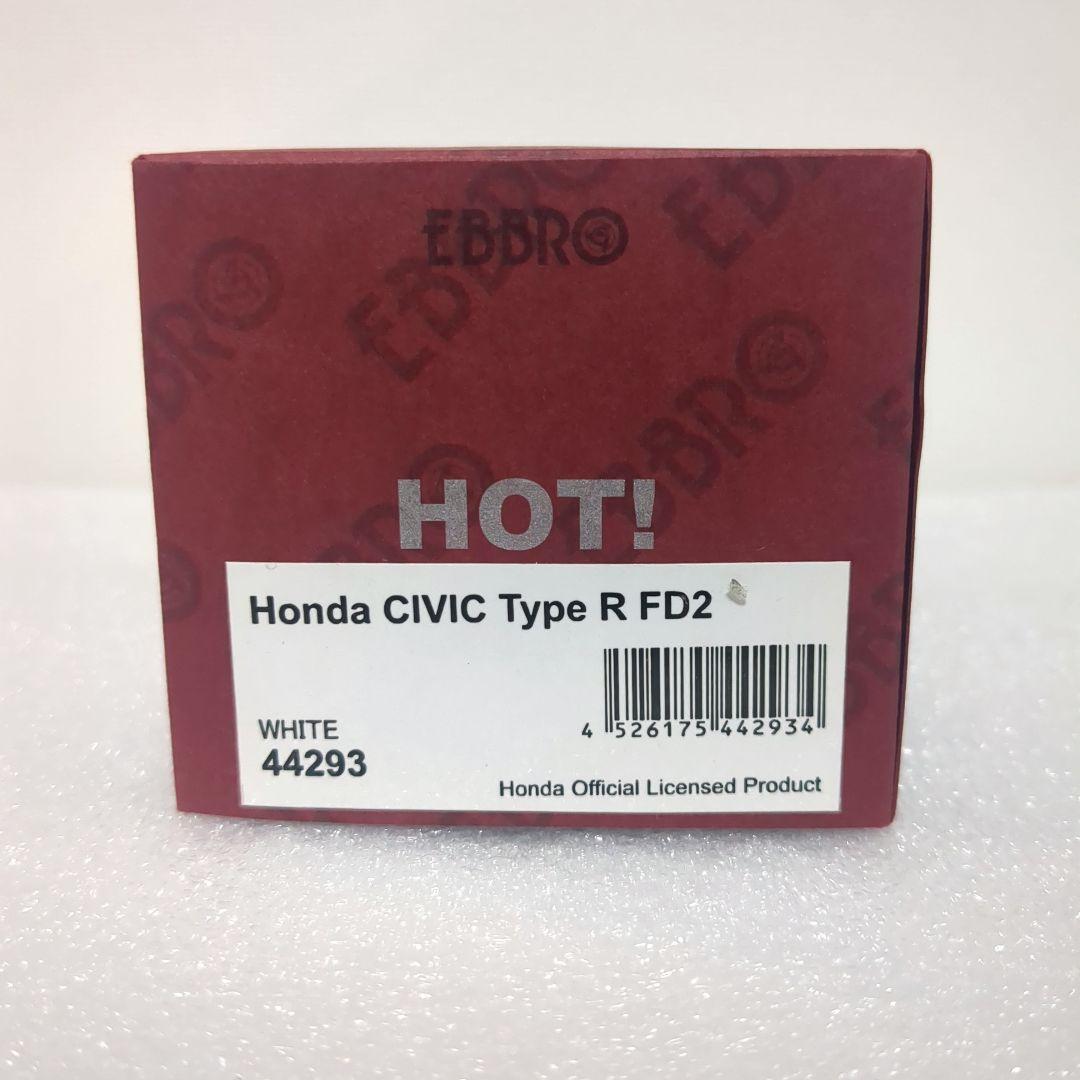 EBBRO
HOT!
Honda CIVIC Type R FD2
WHITE
44293
4 526175 442934
Honda Official Licensed Product